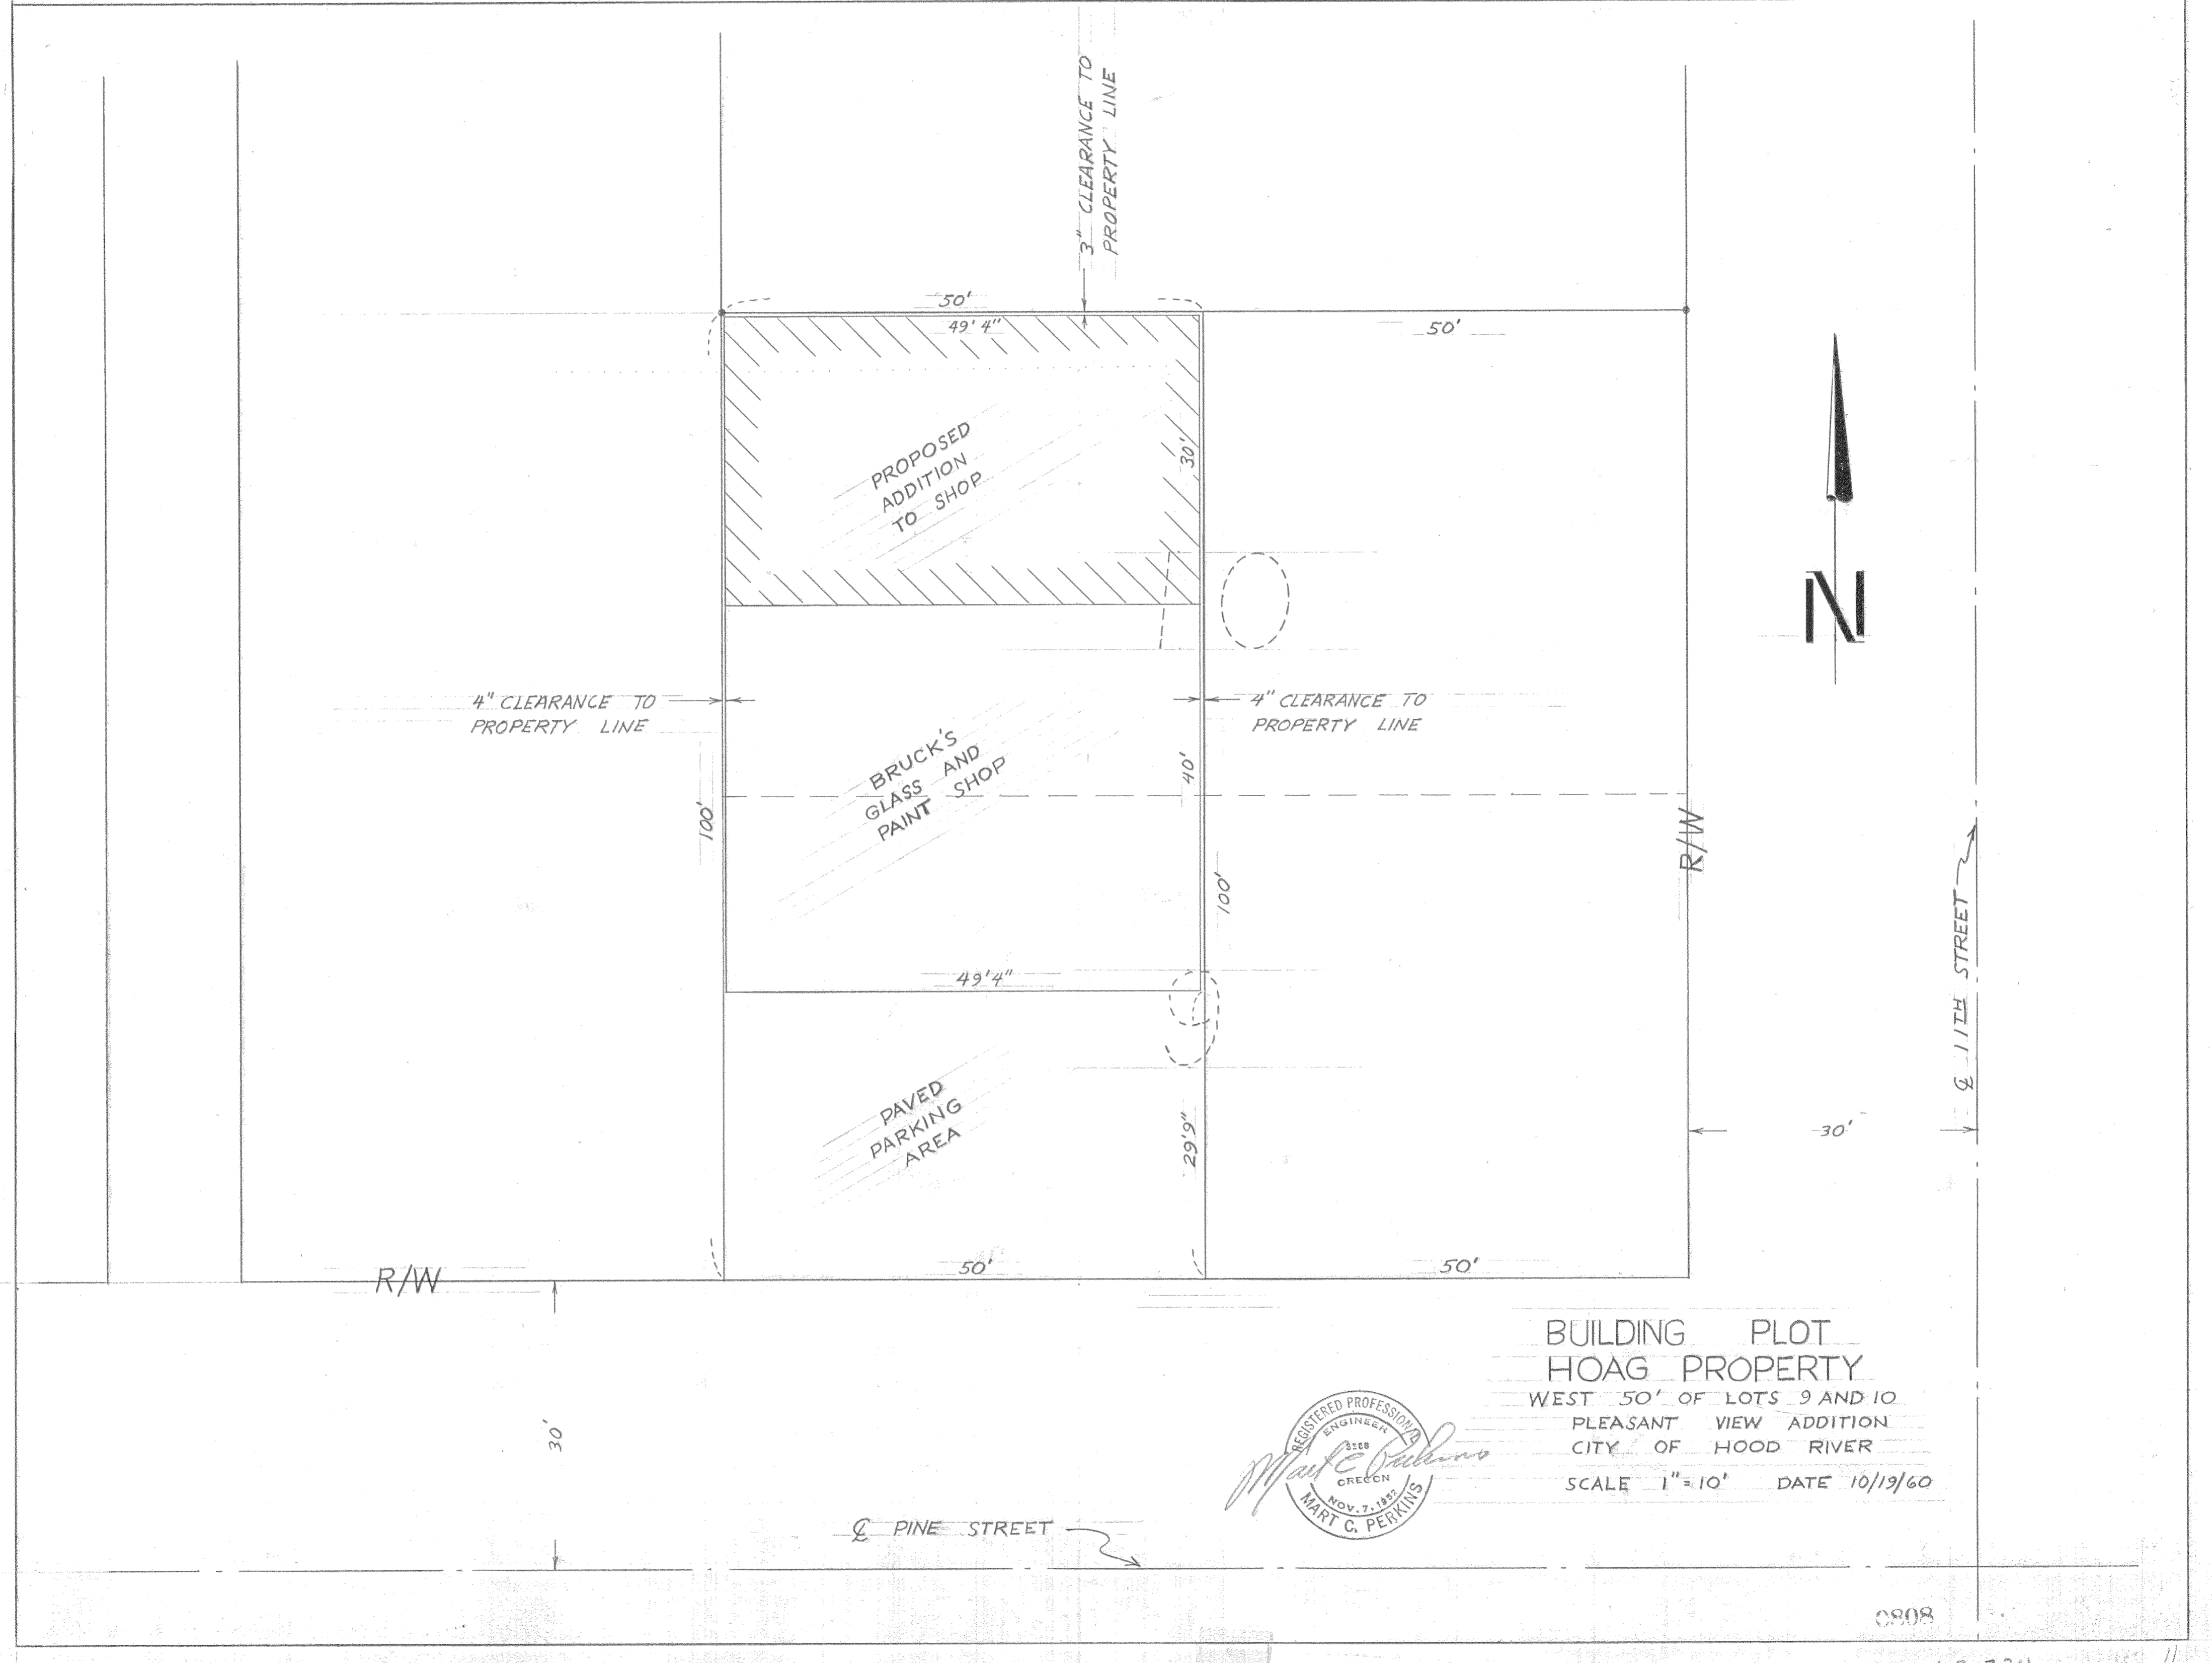 3" CLEARANCE TO
PROPERTY LINE
50'
49' 4"
50'
PROPOSED
ADDITION
TO SHOP
30'
N
4" CLEARANCE TO
PROPERTY LINE
4" CLEARANCE TO
PROPERTY LINE
BRUCK'S
GLASS AND
PAINT SHOP
40'
100'
100'
R/W
℄ 11TH STREET
49' 4"
PAVED
PARKING
AREA
29'9"
30'
R/W
50'
50'
30'
℄ PINE STREET
BUILDING PLOT
HOAG PROPERTY
WEST 50' OF LOTS 9 AND 10
PLEASANT VIEW ADDITION
CITY OF HOOD RIVER
SCALE 1"=10' DATE 10/19/60
REGISTERED PROFESSIONAL
ENGINEER
Mart C Perkins
OREGON
NOV. 7, 1952
MART C. PERKINS
0808